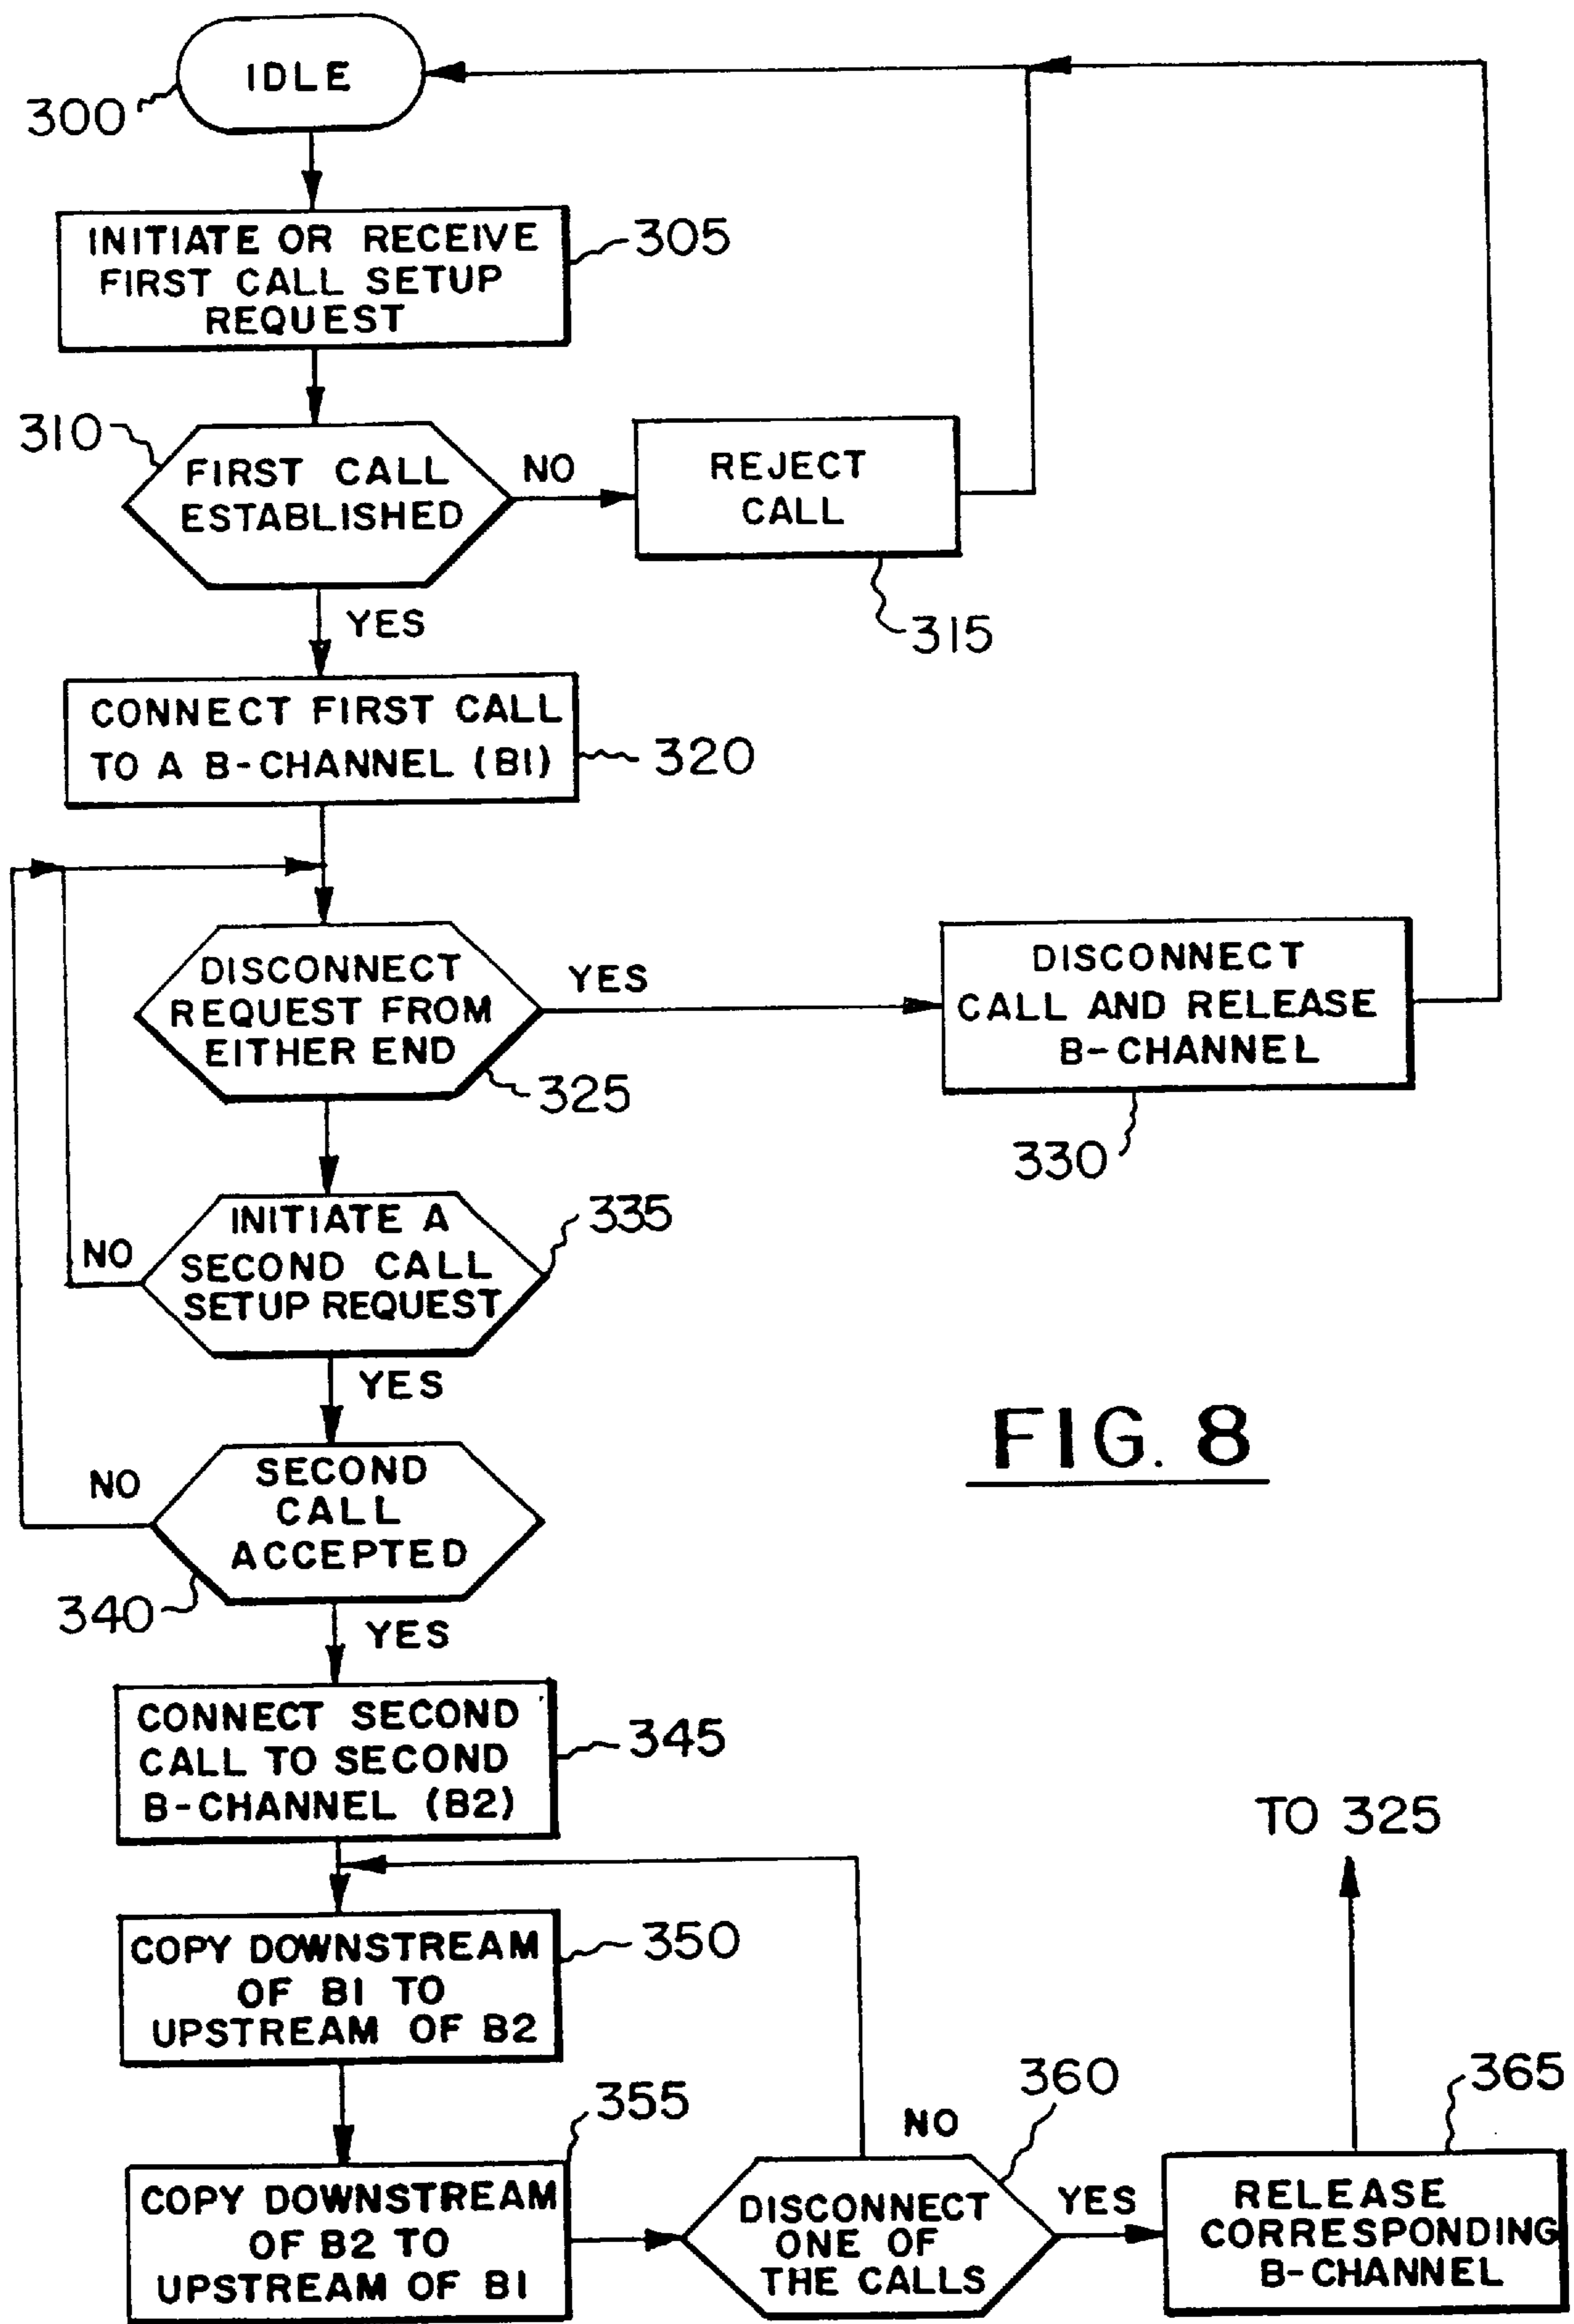 IDLE
300
INITIATE OR RECEIVE
FIRST CALL SETUP
REQUEST
305
310
FIRST CALL
ESTABLISHED
NO
REJECT
CALL
315
YES
CONNECT FIRST CALL
TO A B-CHANNEL (B1)
320
DISCONNECT
REQUEST FROM
EITHER END
325
YES
DISCONNECT
CALL AND RELEASE
B-CHANNEL
330
INITIATE A
SECOND CALL
SETUP REQUEST
335
NO
YES
SECOND
CALL
ACCEPTED
NO
340
YES
FIG. 8
CONNECT SECOND
CALL TO SECOND
B-CHANNEL (B2)
345
TO 325
COPY DOWNSTREAM
OF B1 TO
UPSTREAM OF B2
350
COPY DOWNSTREAM
OF B2 TO
UPSTREAM OF B1
355
NO
360
DISCONNECT
ONE OF
THE CALLS
YES
365
RELEASE
CORRESPONDING
B-CHANNEL